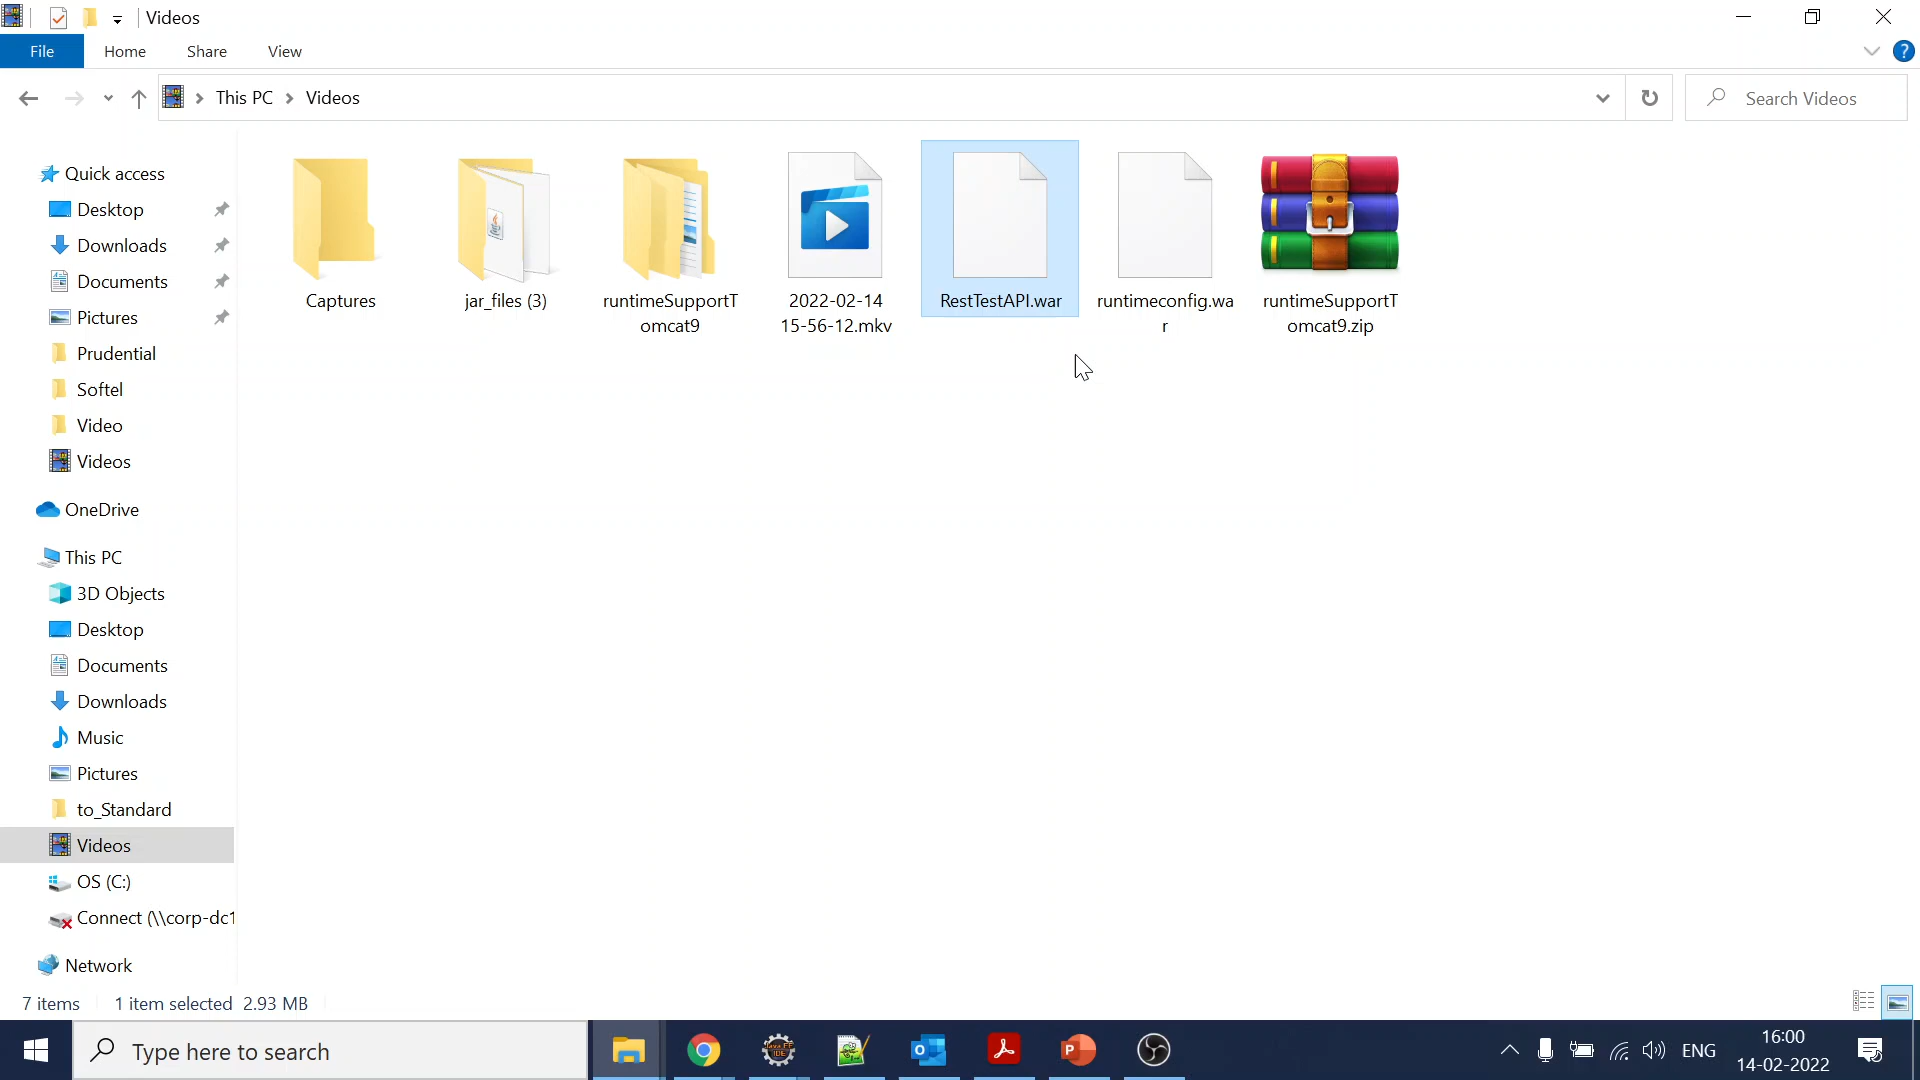 Videos
File
Home
Share
View
This PC
Videos
Search Videos
Quick access
Desktop
Downloads
Documents
Pictures
Prudential
Softel
Video
Videos
OneDrive
This PC
3D Objects
Desktop
Documents
Downloads
Music
Pictures
to_Standard
Videos
OS (C:)
Connect (\\corp-dc1
Network
Captures
jar_files (3)
runtimeSupportT
omcat9
2022-02-14
15-56-12.mkv
RestTestAPI.war
runtimeconfig.wa
r
runtimeSupportT
omcat9.zip
7 items
1 item selected 2.93 MB
Type here to search
Java EE
IDE
ENG
16:00
14-02-2022